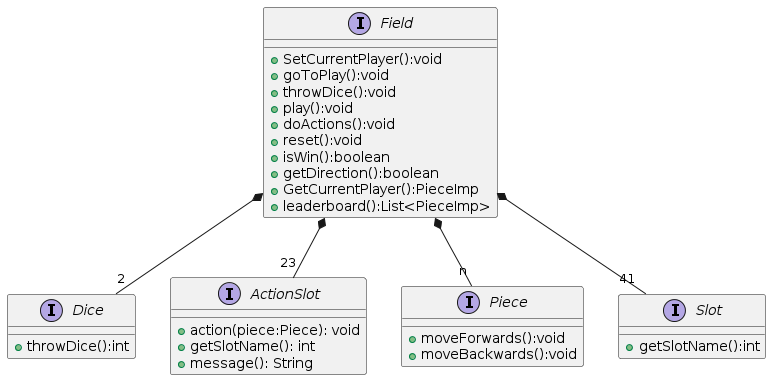 I Field
SetCurrentPlayer():void
goToPlay():void
throwDice():void
play():void
doActions():void
reset():void
isWin():boolean
getDirection():boolean
GetCurrentPlayer():PieceImp
leaderboard():List<PieceImp>
2
23
n
41
I Dice
throwDice():int
I ActionSlot
action(piece:Piece): void
getSlotName(): int
message(): String
I Piece
moveForwards():void
moveBackwards():void
I Slot
getSlotName():int